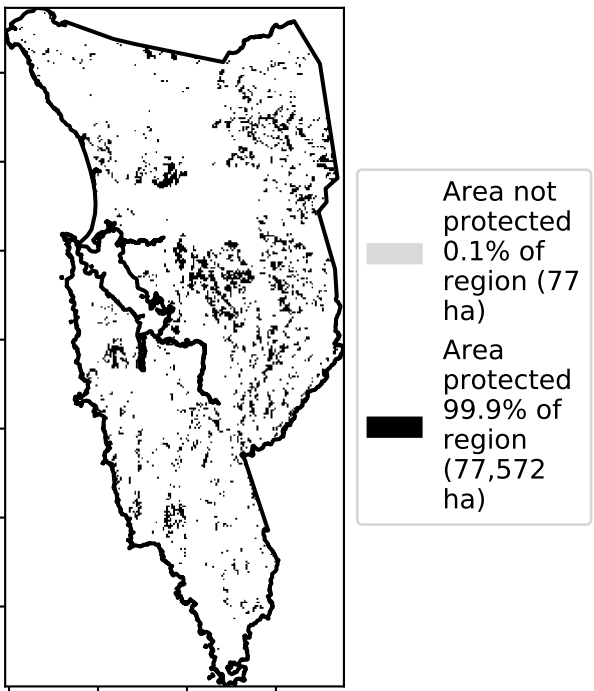 Area not
protected
0.1% of
region (77
ha)
Area
protected
99.9% of
region
(77,572
ha)